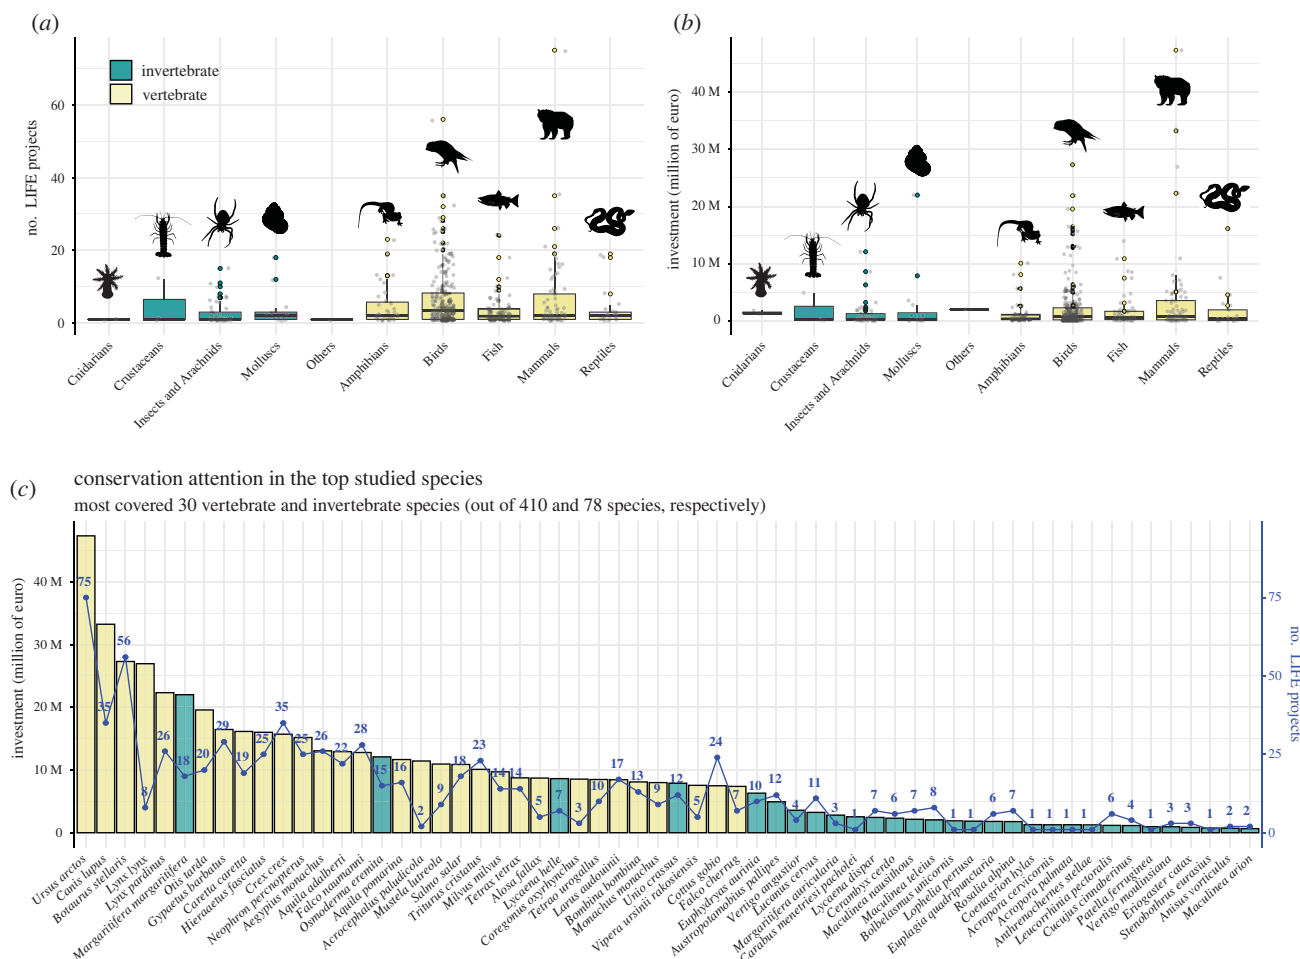 (a)
invertebrate
vertebrate
no. LIFE projects
60
40
20
0
Cnidarians
Crustaceans
Insects and Arachnids
Molluscs
Others
Amphibians
Birds
Fish
Mammals
Reptiles
(b)
investment (million of euro)
40 M
30 M
20 M
10 M
0
Cnidarians
Crustaceans
Insects and Arachnids
Molluscs
Others
Amphibians
Birds
Fish
Mammals
Reptiles
(c)
conservation attention in the top studied species
most covered 30 vertebrate and invertebrate species (out of 410 and 78 species, respectively)
investment (million of euro)
40 M
30 M
20 M
10 M
0
75
35
56
8
26
18
20
29
19
25
35
25
26
22
28
15
16
2
9
18
23
14
14
5
7
3
10
17
13
9
12
5
24
7
10
12
4
11
3
1
7
6
7
8
1
1
6
7
1
1
1
1
6
4
1
3
3
1
2
2
75
50
25
0
no. LIFE projects
Ursus arctos
Canis lupus
Botaurus stellaris
Lynx lynx
Lynx pardinus
Margaritifera margaritifera
Otis tarda
Gypaetus barbatus
Caretta caretta
Hieraaetus fasciatus
Crex crex
Neophron percnopterus
Aegypius monachus
Aquila adalberti
Falco naumanni
Osmoderma eremita
Aquila pomarina
Acrocephalus paludicola
Mustela lutreola
Salmo salar
Triturus cristatus
Milvus milvus
Tetrax tetrax
Alosa fallax
Lycaena helle
Coregonus oxyrhynchus
Tetrao urogallus
Larus audouinii
Bombina bombina
Monachus monachus
Unio crassus
Vipera ursinii rakosiensis
Cottus gobio
Falco cherrug
Euphydryas aurinia
Austropotamobius pallipes
Vertigo angustior
Lucanus cervus
Margaritifera auricularia
Carabus menetriesi pacholei
Lycaena dispar
Cerambyx cerdo
Maculinea nausithous
Maculinea teleius
Bolbelasmus unicornis
Lophelia pertusa
Euplagia quadripunctaria
Rosalia alpina
Coenagrion hylas
Acropora cervicornis
Acropora palmata
Anthrenochernes stellae
Leucorrhinia pectoralis
Cucujus cinnaberinus
Patella ferruginea
Vertigo moulinsiana
Eriogaster catax
Stenobothrus eurasius
Anisus vorticulus
Maculinea arion